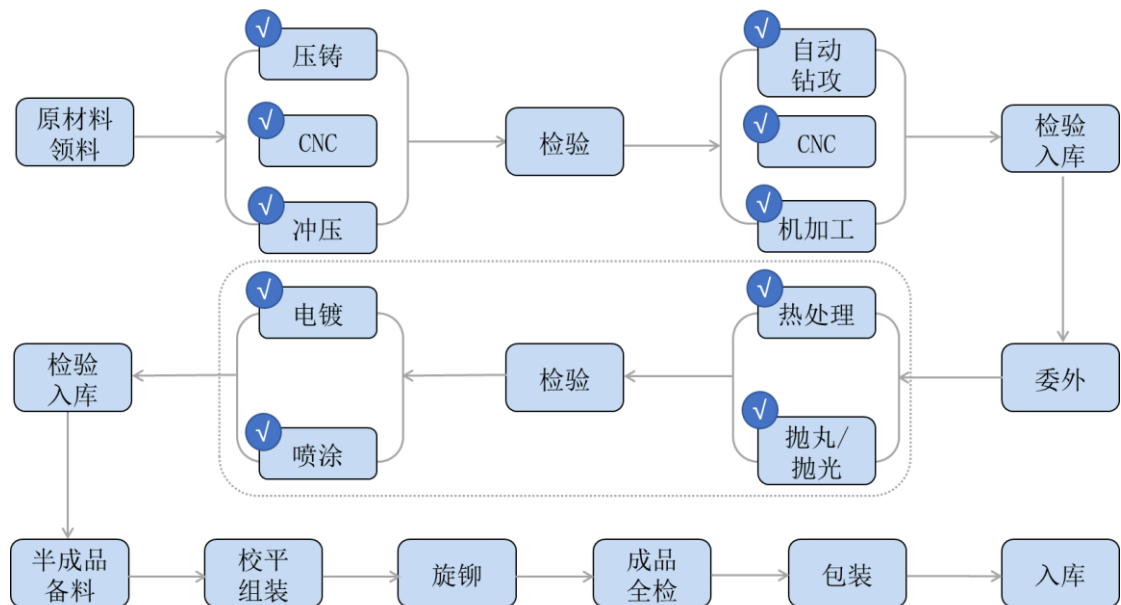 √
压铸
√
CNC
√
冲压
原材料
领料
检验
√
自动
钻攻
√
CNC
√
机加工
检验
入库
委外
√
热处理
√
抛丸/
抛光
检验
√
电镀
√
喷涂
检验
入库
半成品
备料
校平
组装
旋铆
成品
全检
包装
入库